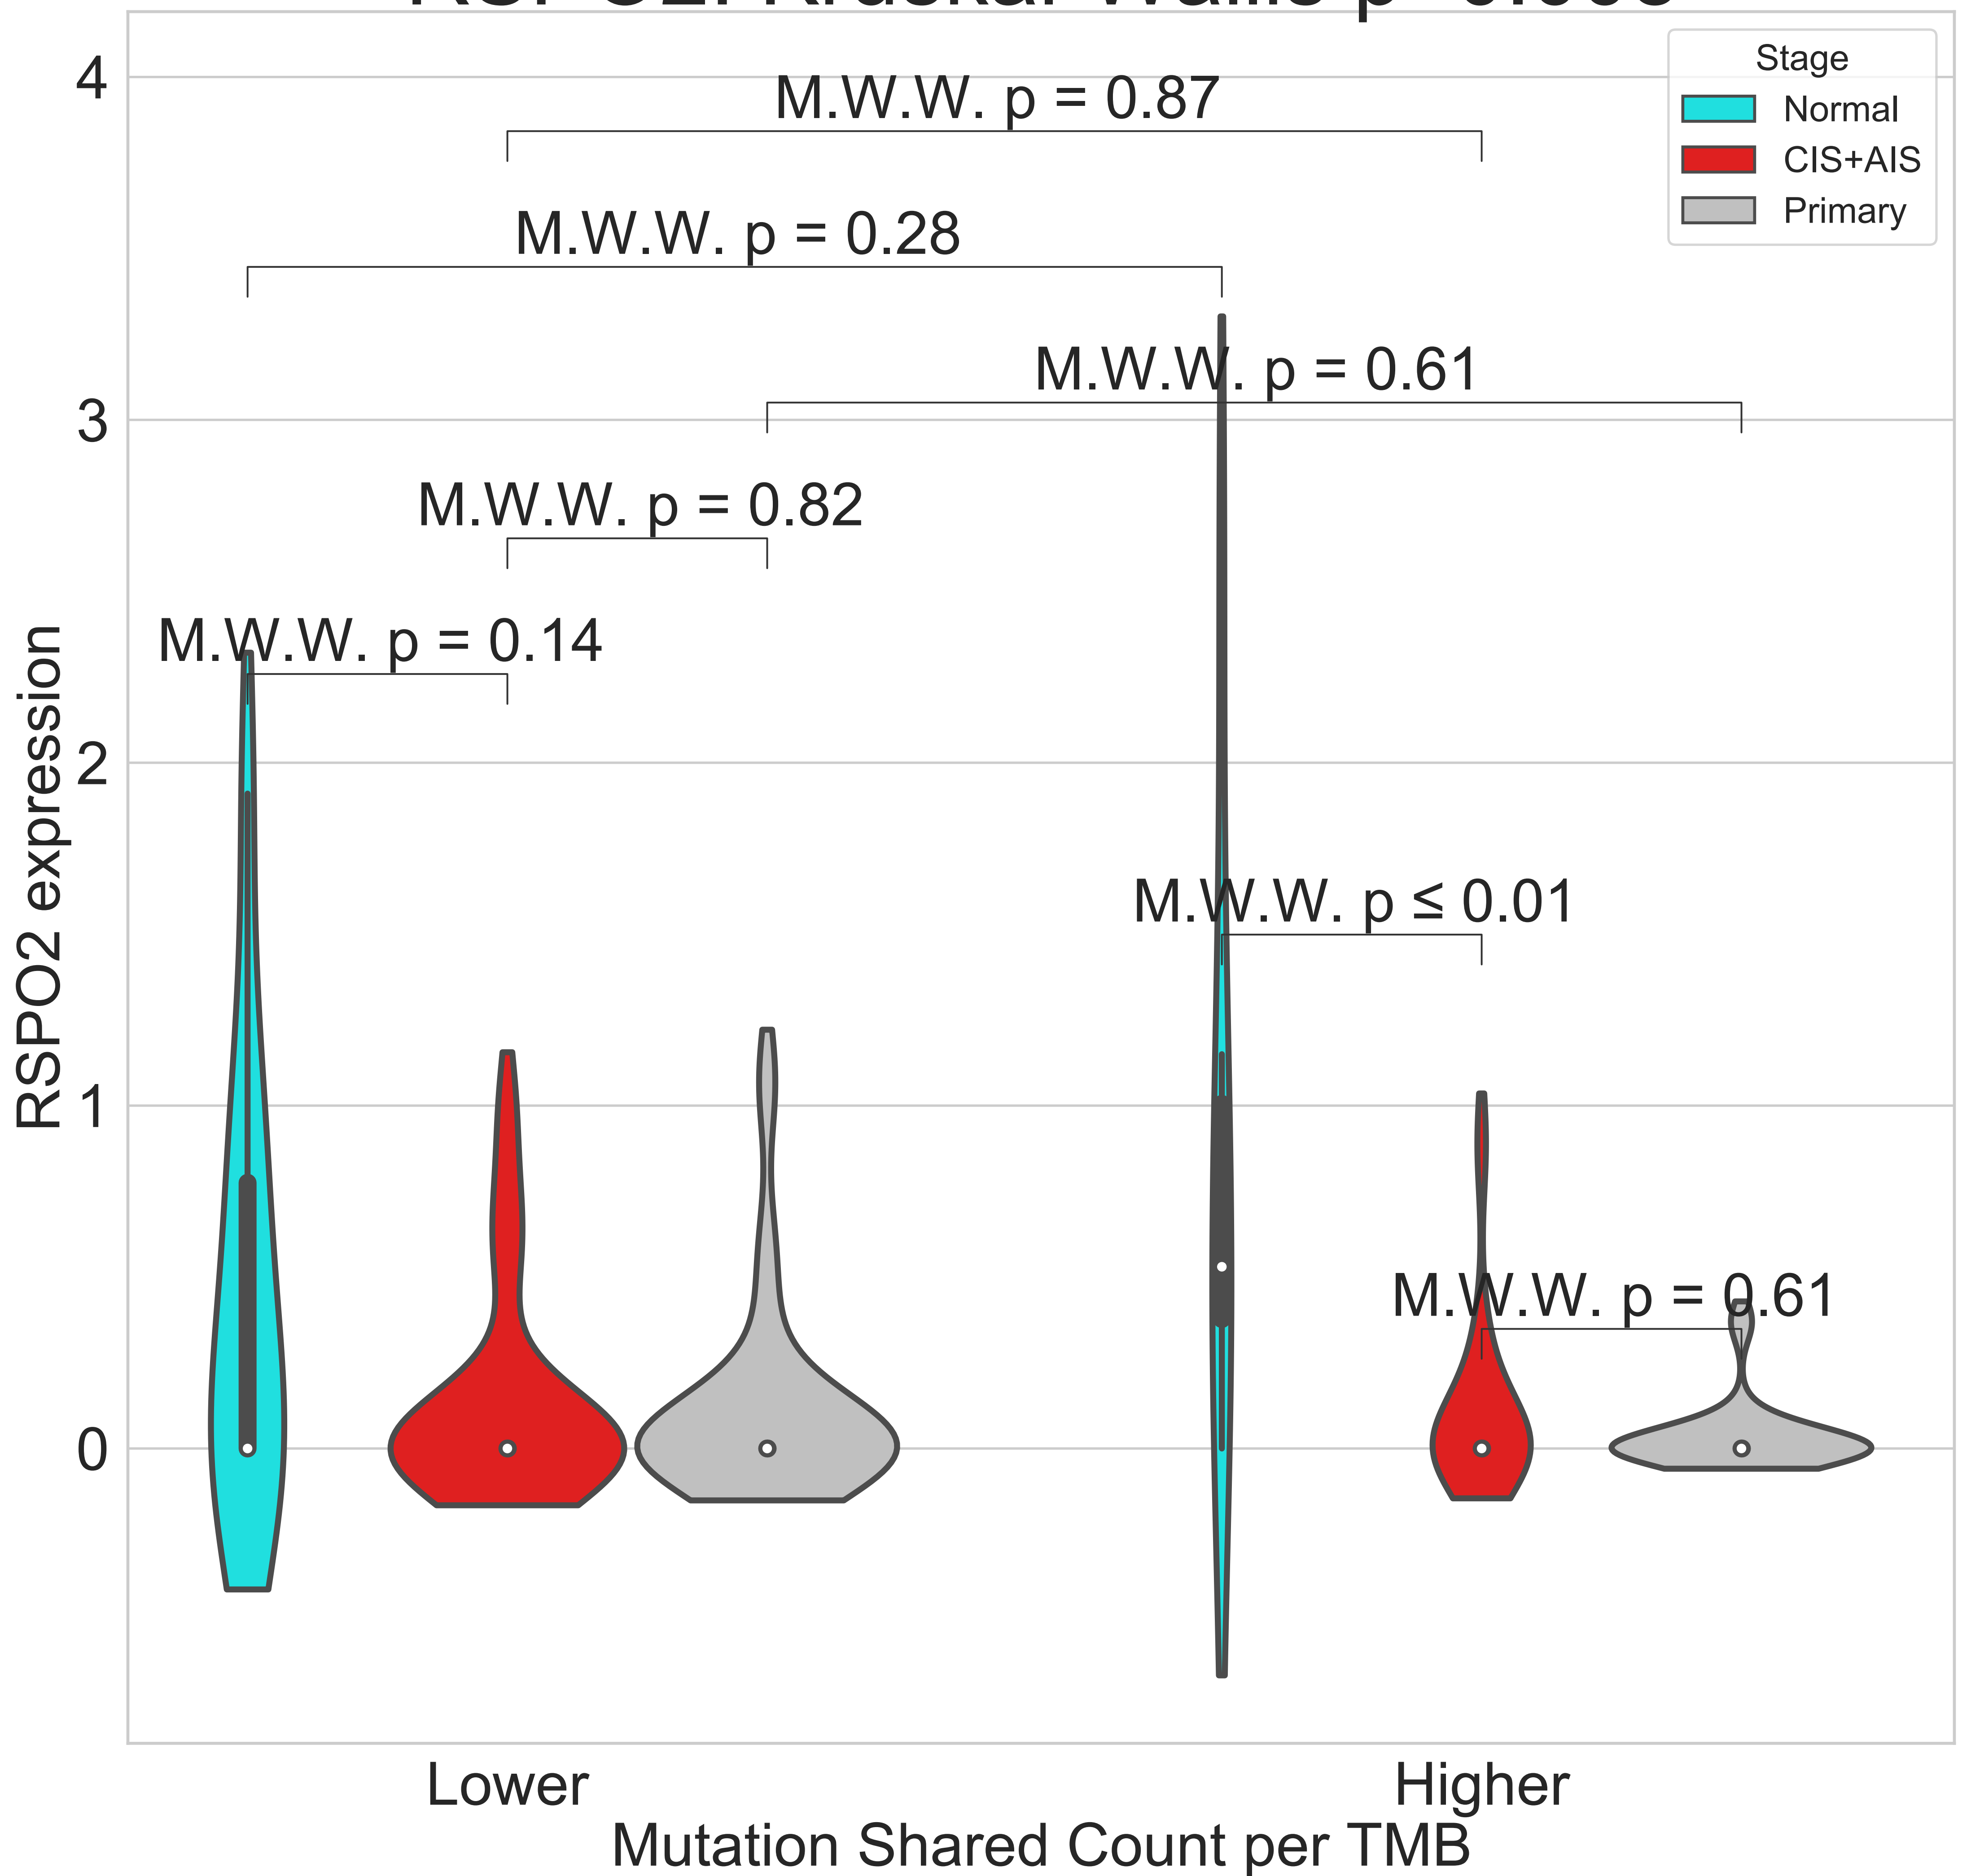 Stage
Normal
CIS+AIS
Primary
4
3
2
1
0
RSPO2 expression
M.W.W. p = 0.87
M.W.W. p = 0.28
M.W.W. p = 0.61
M.W.W. p = 0.82
M.W.W. p = 0.14
M.W.W. p ≤ 0.01
M.W.W. p = 0.61
Lower
Higher
Mutation Shared Count per TMB